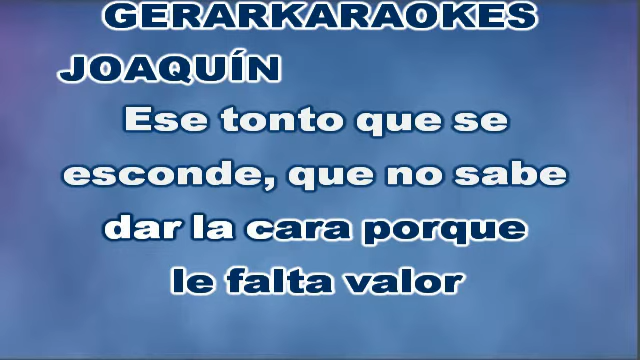 GERARKARAOKES
JOAQUÍN
Ese tonto que se
esconde, que no sabe
dar la cara porque
le falta valor